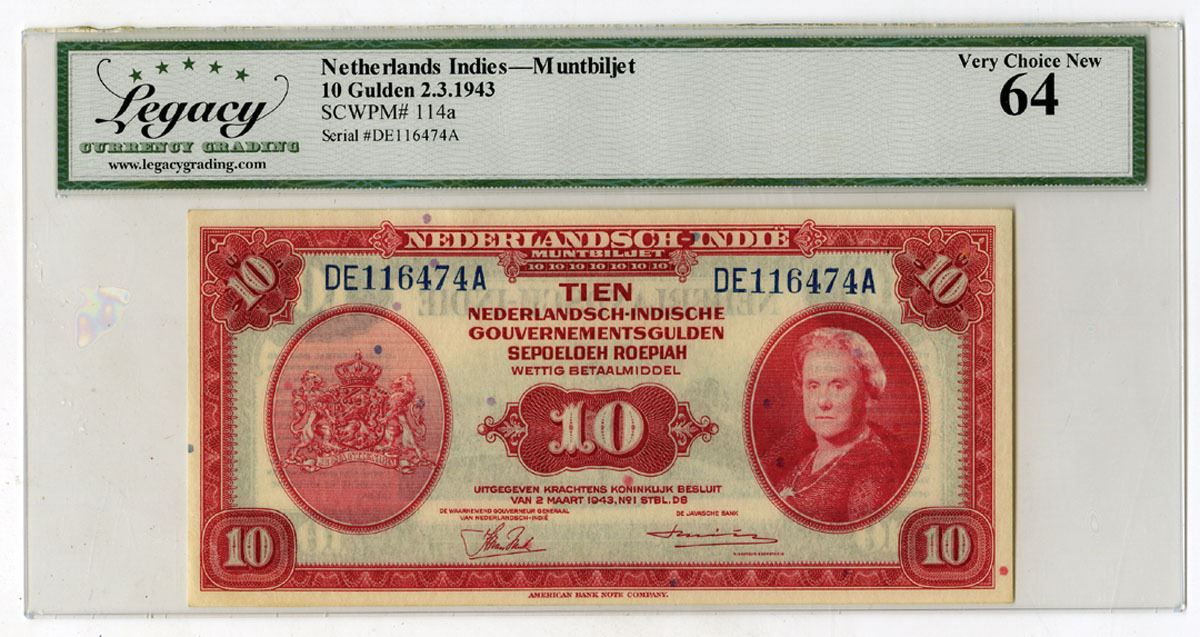 Legacy
CURRENCY GRADING
www.legacygrading.com
Netherlands Indies—Muntbiljet
10 Gulden 2.3.1943
SCWPM# 114a
Serial #DE116474A
Very Choice New
64
NEDERLANDSCH-INDIË
MUNTBILJET
10 10 10 10 10 10 10
10
10
DE116474A
DE116474A
TIEN
NEDERLANDSCH-INDISCHE
GOUVERNEMENTSGULDEN
SEPOELOEH ROEPIAH
WETTIG BETAALMIDDEL
10
UITGEGEVEN KRACHTENS KONINKLIJK BESLUIT
VAN 2 MAART 1943, Nº1 STBL. D8
DE WAARNEMEND GOUVERNEUR GENERAAL
VAN NEDERLANDSCH-INDIË
DE JAVASCHE BANK
10
10
AMERICAN BANK NOTE COMPANY.